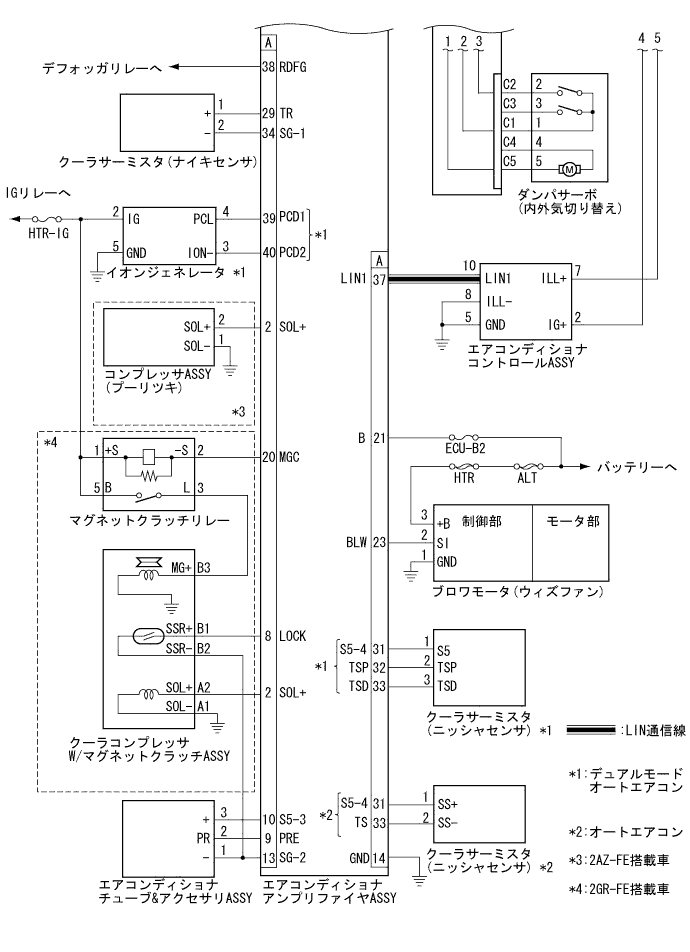 A
1 2 3
4 5
デフォッガリレーへ
38 RDFG
+ 1 29 TR
- 2 34 SG-1
クーラサーミスタ(ナイキセンサ)
C2 2
C3 3
C1 1
C4 4
C5 5
M
ダンパサーボ
(内外気切り替え)
IGリレーへ
HTR-IG
2 IG PCL 4 39 PCD1
*1
5 GND ION- 3 40 PCD2
イオンジェネレータ *1
A
LIN1 37 10 LIN1 ILL+ 7
8 ILL-
5 GND IG+ 2
エアコンディショナ
コントロールASSY
SOL+ 2 2 SOL+
SOL- 1
コンプレッサASSY
(プーリツキ)
*3
*4
1 +S -S 2 20 MGC
5 B L 3
マグネットクラッチリレー
B 21
ECU-B2
HTR ALT
バッテリーへ
3 +B 制御部 モータ部
BLW 23 2 SI
1 GND
ブロワモータ(ウィズファン)
MG+ B3
SSR+ B1 8 LOCK
SSR- B2
SOL+ A2 2 SOL+
SOL- A1
クーラコンプレッサ
W/マグネットクラッチASSY
*1
S5-4 31 1 S5
TSP 32 2 TSP
TSD 33 3 TSD
クーラサーミスタ
(ニッシャセンサ) *1
:LIN通信線
*1:デュアルモード
オートエアコン
*2
S5-4 31 1 SS+
TS 33 2 SS-
クーラサーミスタ
(ニッシャセンサ) *2
*2:オートエアコン
*3:2AZ-FE搭載車
*4:2GR-FE搭載車
+ 3 10 S5-3
PR 2 9 PRE
- 1 13 SG-2
GND 14
エアコンディショナ
チューブ&アクセサリASSY
エアコンディショナ
アンプリファイヤASSY